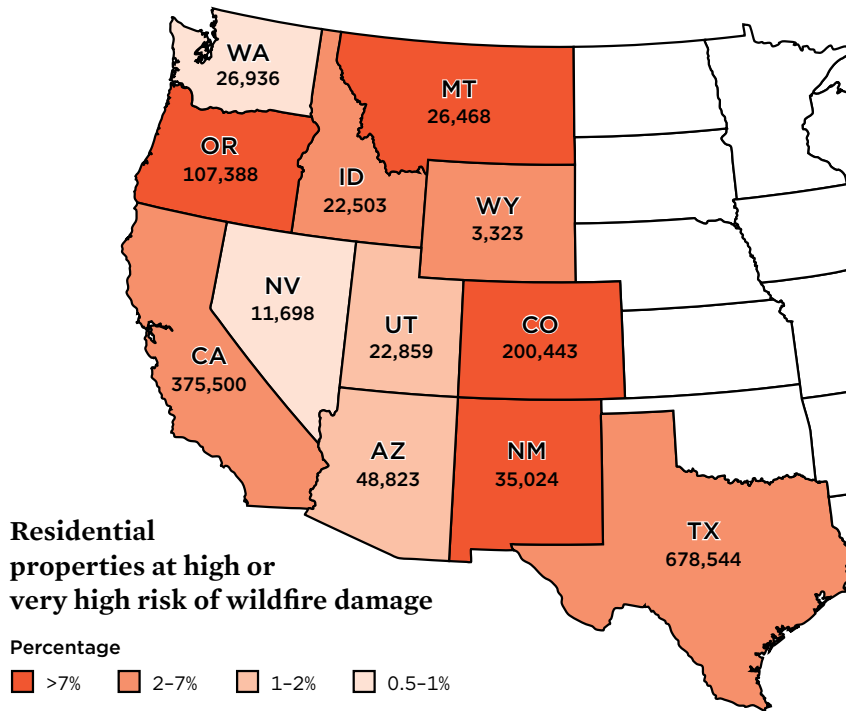 WA
26,936
MT
26,468
OR
107,388
ID
22,503
WY
3,323
NV
11,698
UT
22,859
CO
200,443
CA
375,500
AZ
48,823
NM
35,024
TX
678,544
Residential
properties at high or
very high risk of wildfire damage
Percentage
>7% 2–7% 1–2% 0.5–1%